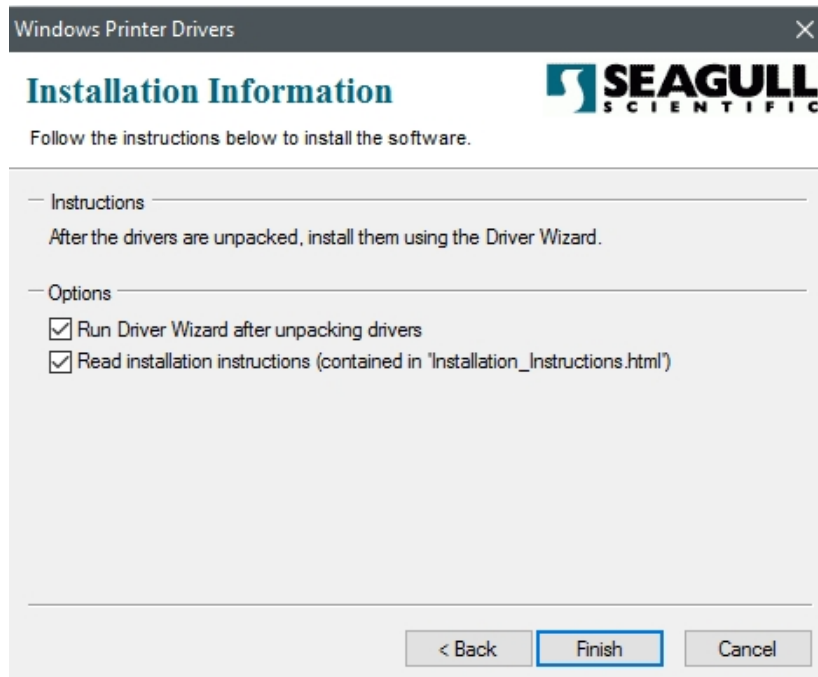 Windows Printer Drivers
Installation Information
SEAGULL
SCIENTIFIC
Follow the instructions below to install the software.
Instructions
After the drivers are unpacked, install them using the Driver Wizard.
Options
Run Driver Wizard after unpacking drivers
Read installation instructions (contained in 'Installation_Instructions.html')
< Back Finish Cancel